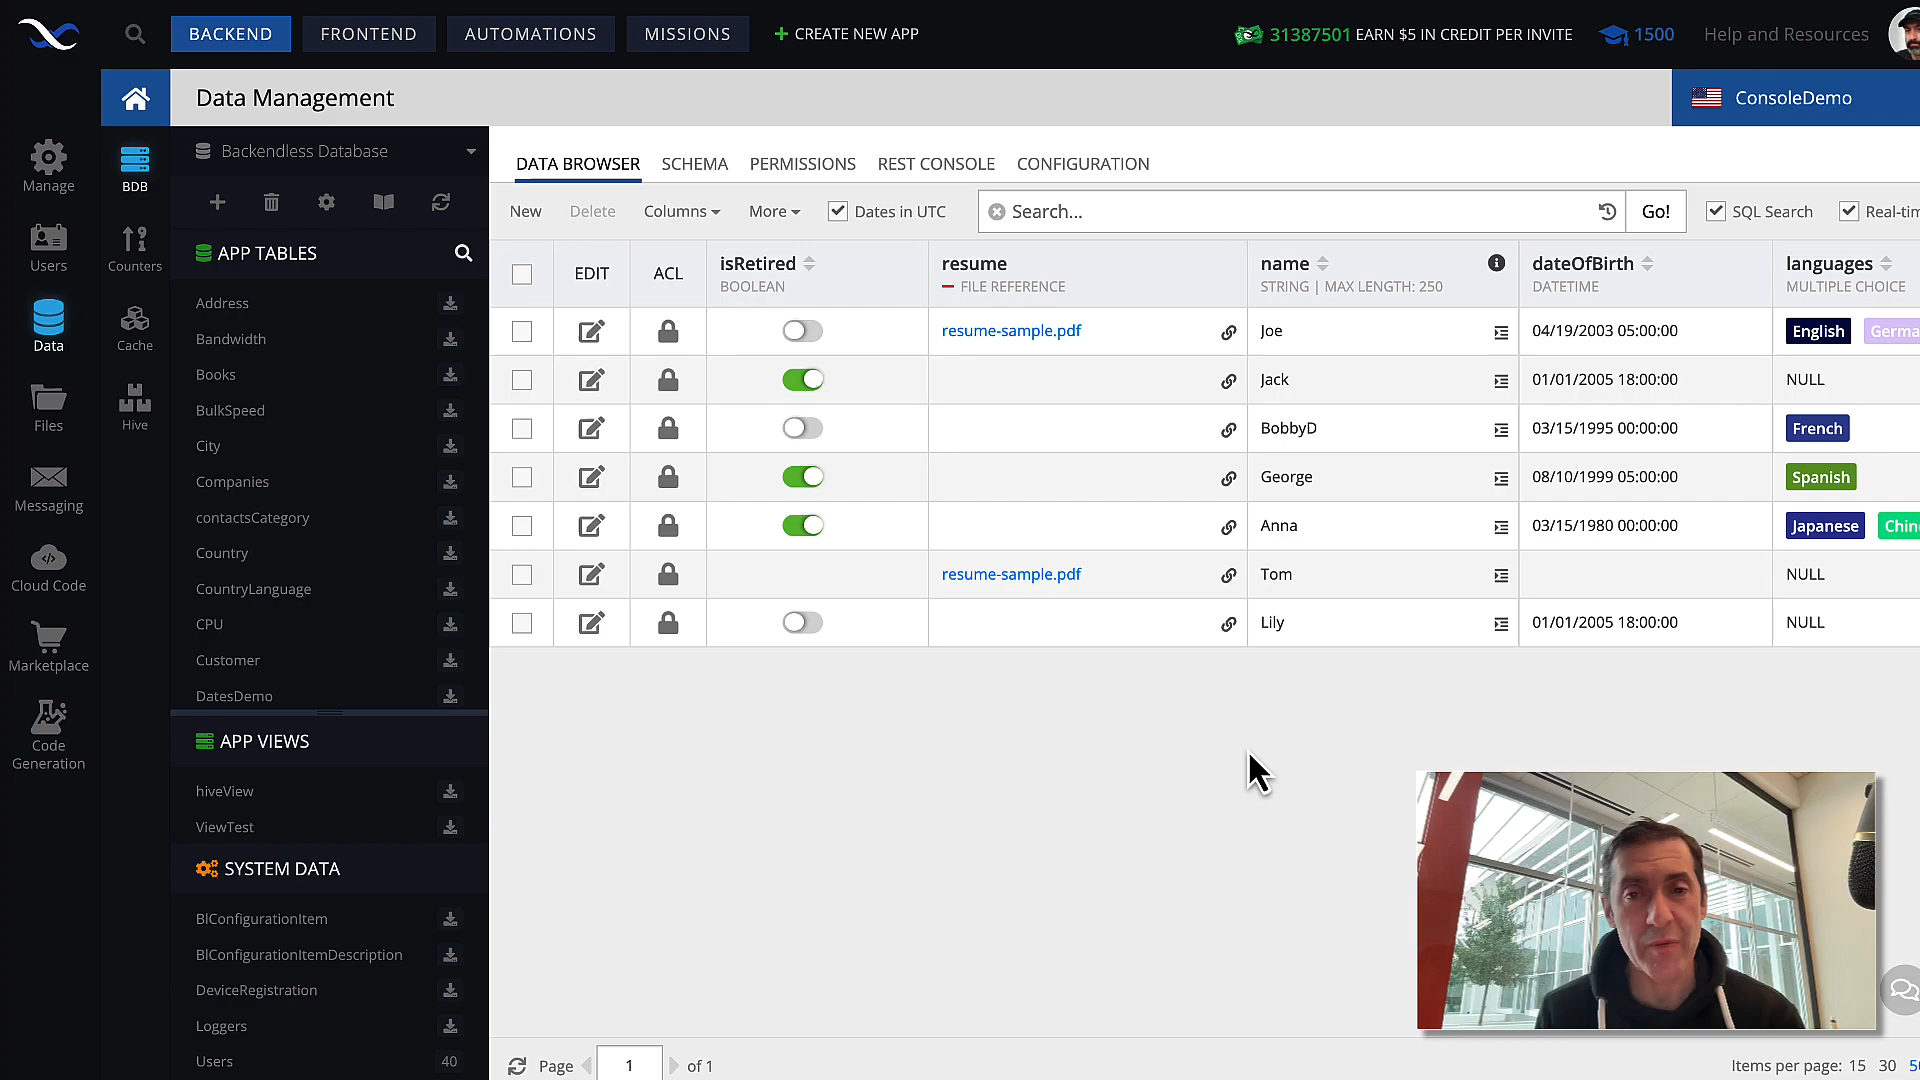 BACKEND FRONTEND AUTOMATIONS MISSIONS + CREATE NEW APP 31387501 EARN $5 IN CREDIT PER INVITE 1500 Help and Resources
Data Management ConsoleDemo
Manage
Users
Data
Files
Messaging
Cloud Code
Marketplace
Code
Generation
BDB
Counters
Cache
Hive
Backendless Database
APP TABLES
Address
Bandwidth
Books
BulkSpeed
City
Companies
contactsCategory
Country
CountryLanguage
CPU
Customer
DatesDemo
APP VIEWS
hiveView
ViewTest
SYSTEM DATA
BlConfigurationItem
BlConfigurationItemDescription
DeviceRegistration
Loggers
Users 40
DATA BROWSER SCHEMA PERMISSIONS REST CONSOLE CONFIGURATION
New Delete Columns More Dates in UTC Search... Go! SQL Search Real-tim
EDIT ACL isRetired resume name dateOfBirth languages
BOOLEAN FILE REFERENCE STRING | MAX LENGTH: 250 DATETIME MULTIPLE CHOICE
resume-sample.pdf Joe 04/19/2003 05:00:00 English Germa
Jack 01/01/2005 18:00:00 NULL
BobbyD 03/15/1995 00:00:00 French
George 08/10/1999 05:00:00 Spanish
Anna 03/15/1980 00:00:00 Japanese Chin
resume-sample.pdf Tom NULL
Lily 01/01/2005 18:00:00 NULL
Page 1 of 1 Items per page: 15 30